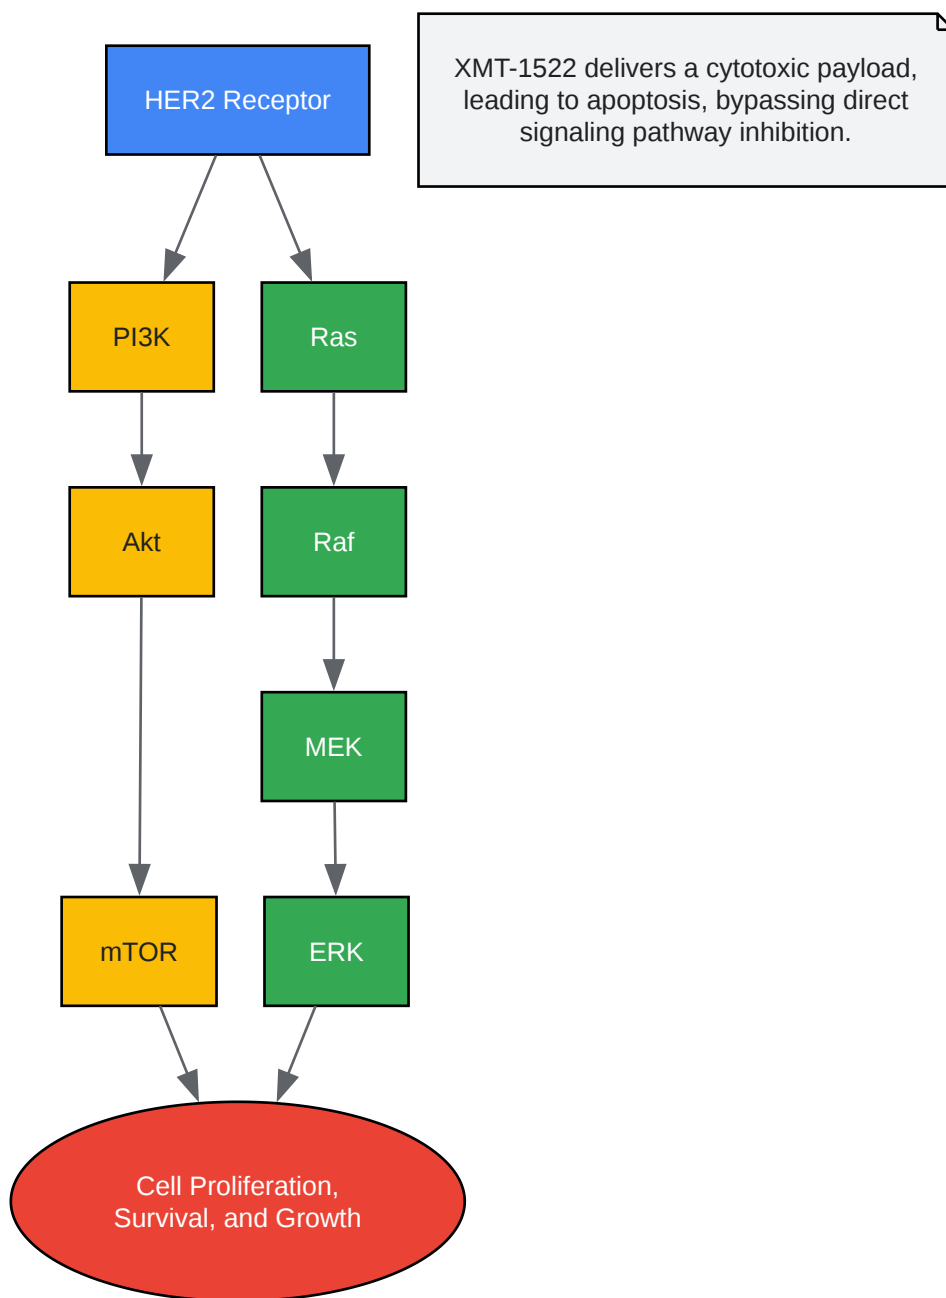 HER2 Receptor
XMT-1522 delivers a cytotoxic payload,
leading to apoptosis, bypassing direct
signaling pathway inhibition.
PI3K
Ras
Akt
Raf
MEK
mTOR
ERK
Cell Proliferation,
Survival, and Growth